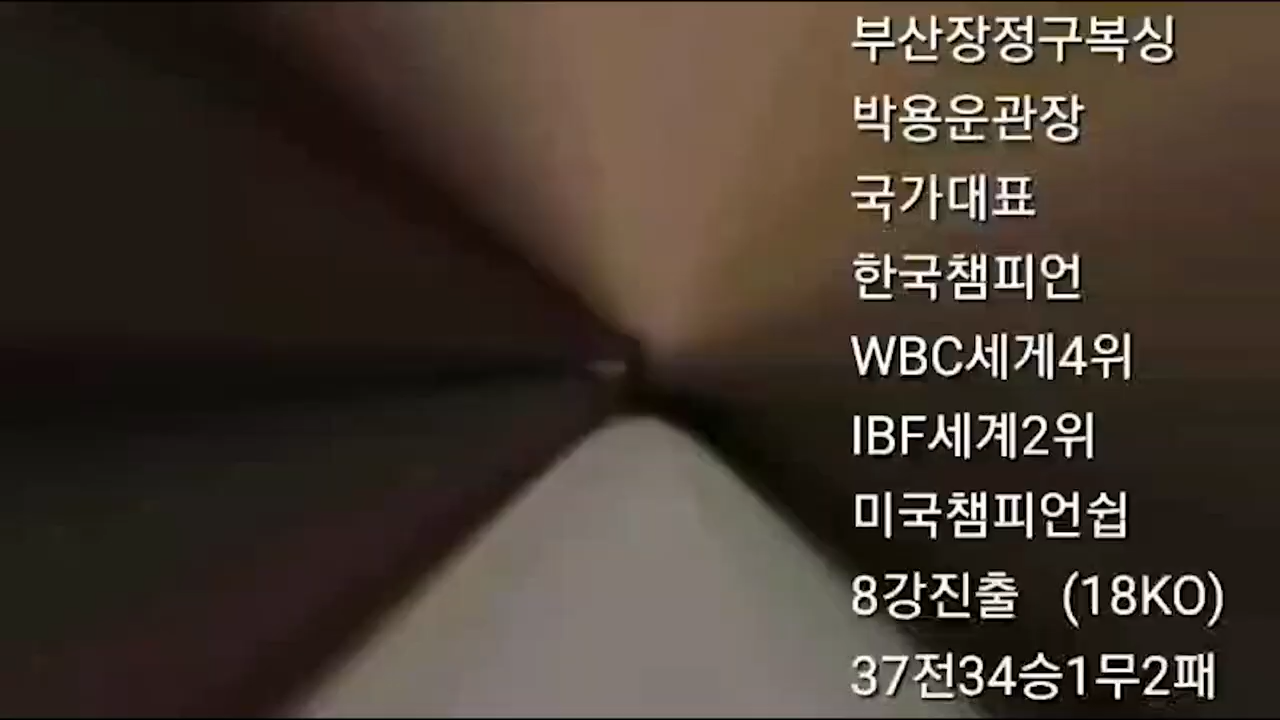 부산장정구복싱
박용운관장
국가대표
한국챔피언
WBC세게4위
IBF세계2위
미국챔피언쉽
8강진출 (18KO)
37전34승1무2패